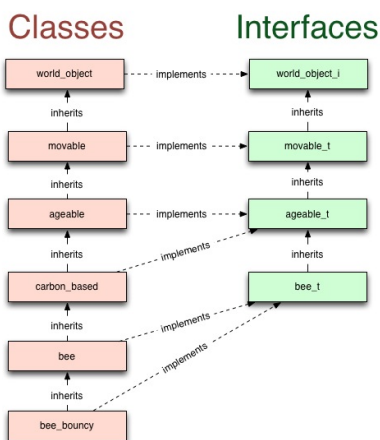 Classes Interfaces
world_object implements world_object_i
inherits inherits
movable implements movable_t
inherits inherits
ageable implements ageable_t
inherits implements inherits
carbon_based bee_t
inherits implements
bee implements
inherits
bee_bouncy